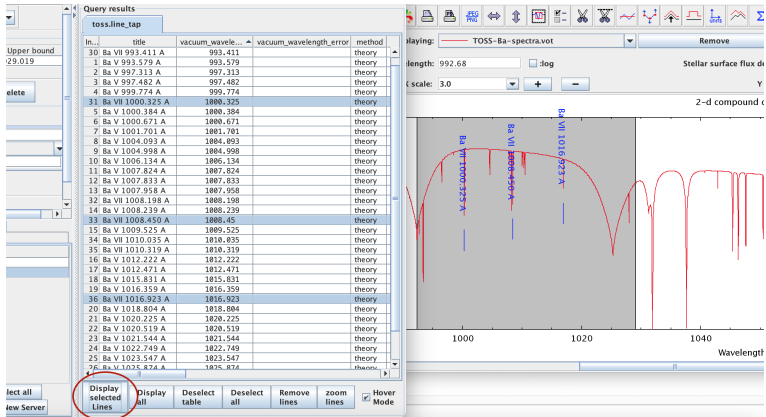 Query results
toss.line_tap
In... title vacuum_wavele... vacuum_wavelength_error method
30 Ba VII 993.411 A 993.411 theory
1 Ba V 993.579 A 993.579 theory
2 Ba V 997.313 A 997.313 theory
3 Ba V 997.482 A 997.482 theory
4 Ba V 999.774 A 999.774 theory
31 Ba VII 1000.325 A 1000.325 theory
5 Ba V 1000.384 A 1000.384 theory
6 Ba V 1000.671 A 1000.671 theory
7 Ba V 1001.701 A 1001.701 theory
8 Ba V 1004.093 A 1004.093 theory
9 Ba V 1004.998 A 1004.998 theory
10 Ba V 1006.134 A 1006.134 theory
11 Ba V 1007.824 A 1007.824 theory
12 Ba V 1007.833 A 1007.833 theory
13 Ba V 1007.958 A 1007.958 theory
32 Ba VII 1008.198 A 1008.198 theory
14 Ba V 1008.239 A 1008.239 theory
33 Ba VII 1008.450 A 1008.45 theory
15 Ba V 1009.525 A 1009.525 theory
34 Ba VII 1010.035 A 1010.035 theory
35 Ba VII 1010.319 A 1010.319 theory
16 Ba V 1012.222 A 1012.222 theory
17 Ba V 1012.471 A 1012.471 theory
18 Ba V 1015.831 A 1015.831 theory
19 Ba V 1016.359 A 1016.359 theory
36 Ba VII 1016.923 A 1016.923 theory
20 Ba V 1018.804 A 1018.804 theory
21 Ba V 1020.225 A 1020.225 theory
22 Ba V 1020.519 A 1020.519 theory
23 Ba V 1021.544 A 1021.544 theory
24 Ba V 1022.749 A 1022.749 theory
25 Ba V 1023.547 A 1023.547 theory
26 Ba V 1025.874 A 1025.874 theory
Display selected Lines
Display all
Deselect table
Deselect all
Remove lines
zoom lines
Hover Mode
Upper bound
029.019
elete
lect all
New Server
JPEG
PNG
units
laying: TOSS-Ba-spectra.vot Remove
length: 992.68 :log Stellar surface flux de
X scale: 3.0 + − Y
2-d compound o
Ba VII 1000.325 A
Ba VII 1008.450 A
Ba VII 1016.923 A
1000 1020 1040
Wavelength